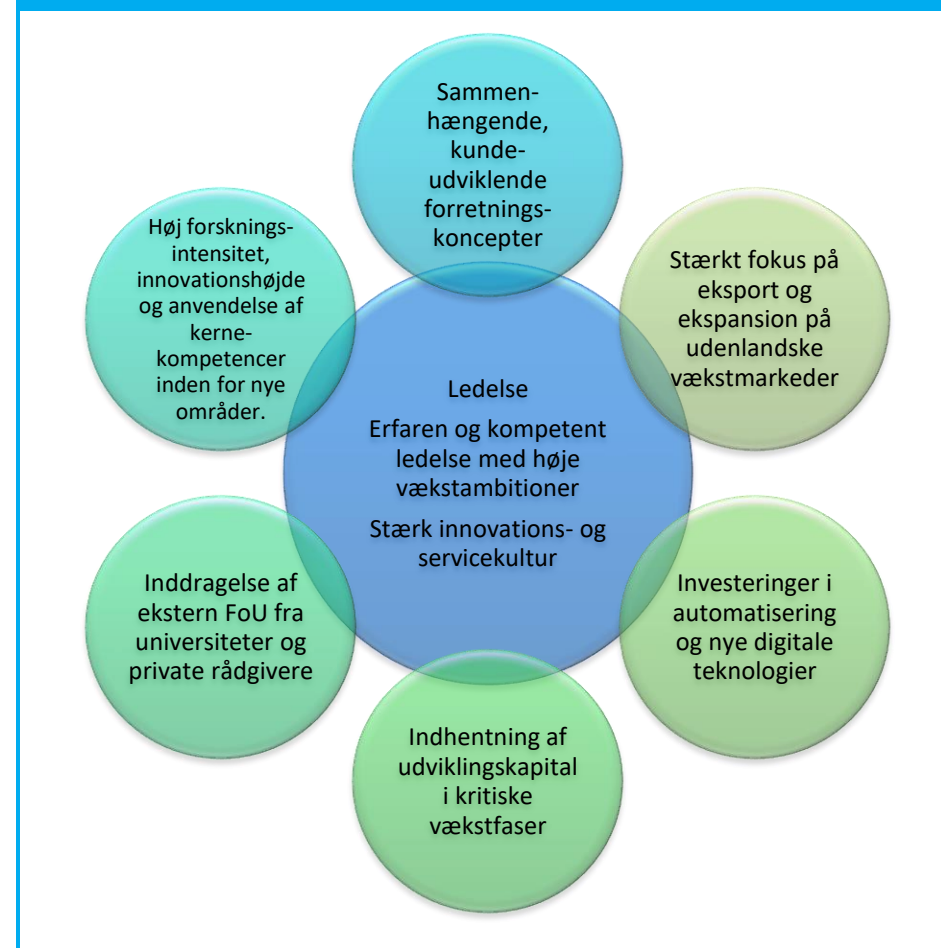 Sammen-
hængende,
kunde-
udviklende
forretnings-
koncepter
Høj forsknings-
intensitet,
innovationshøjde
og anvendelse af
kerne-
kompetencer
inden for nye
områder.
Stærkt fokus på
eksport og
ekspansion på
udenlandske
vækstmarkeder
Ledelse
Erfaren og kompetent
ledelse med høje
vækstambitioner
Stærk innovations- og
servicekultur
Inddragelse af
ekstern FoU fra
universiteter og
private rådgivere
Investeringer i
automatisering
og nye digitale
teknologier
Indhentning af
udviklingskapital
i kritiske
vækstfaser